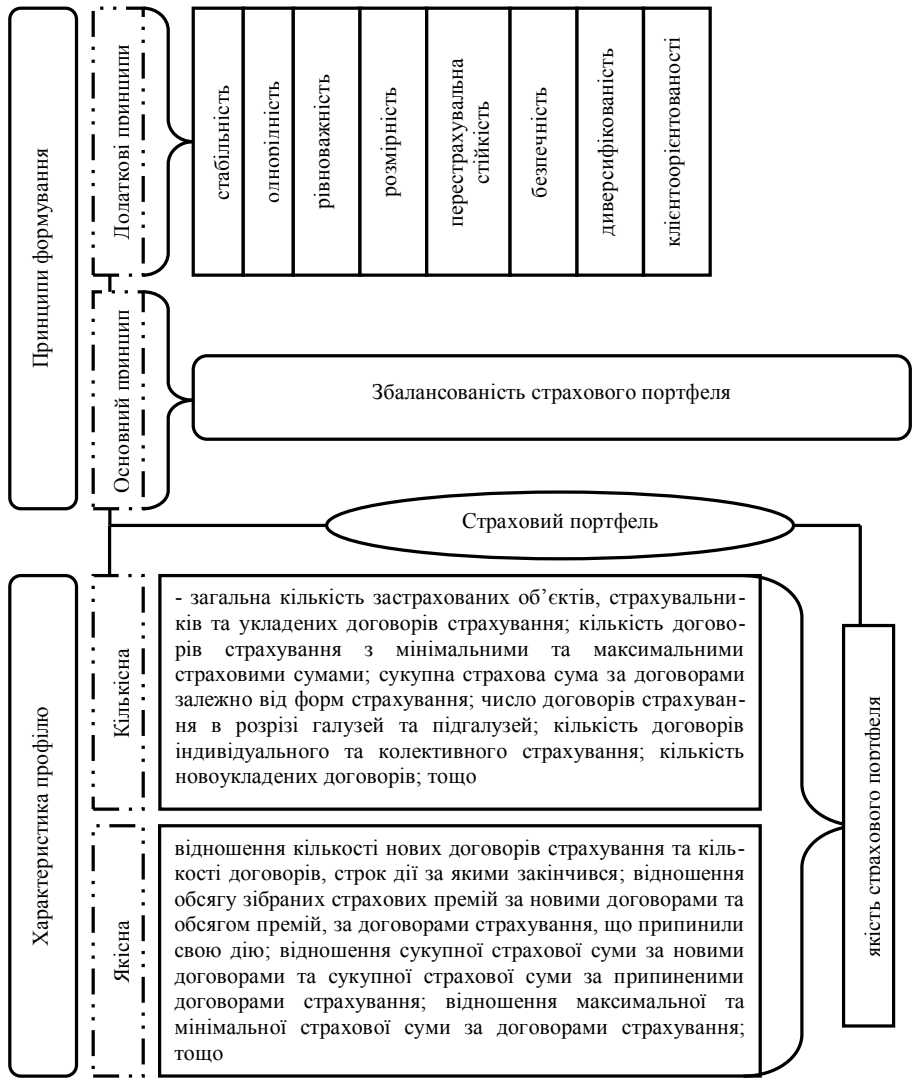 Принципи формування
Додаткові принципи
стабільність
однорідність
рівноважність
розмірність
перестрахувальна
стійкість
безпечність
диверсифікованість
клієнтоорієнтованості
Основний принцип
Збалансованість страхового портфеля
Страховий портфель
Характеристика профілю
Кількісна
- загальна кількість застрахованих об’єктів, страхувальни-
ків та укладених договорів страхування; кількість догово-
рів страхування з мінімальними та максимальними
страховими сумами; сукупна страхова сума за договорами
залежно від форм страхування; число договорів страхуван-
ня в розрізі галузей та підгалузей; кількість договорів
індивідуального та колективного страхування; кількість
новоукладених договорів; тощо
Якісна
відношення кількості нових договорів страхування та кіль-
кості договорів, строк дії за якими закінчився; відношення
обсягу зібраних страхових премій за новими договорами та
обсягом премій, за договорами страхування, що припинили
свою дію; відношення сукупної страхової суми за новими
договорами та сукупної страхової суми за припиненими
договорами страхування; відношення максимальної та
мінімальної страхової суми за договорами страхування;
тощо
якість страхового портфеля